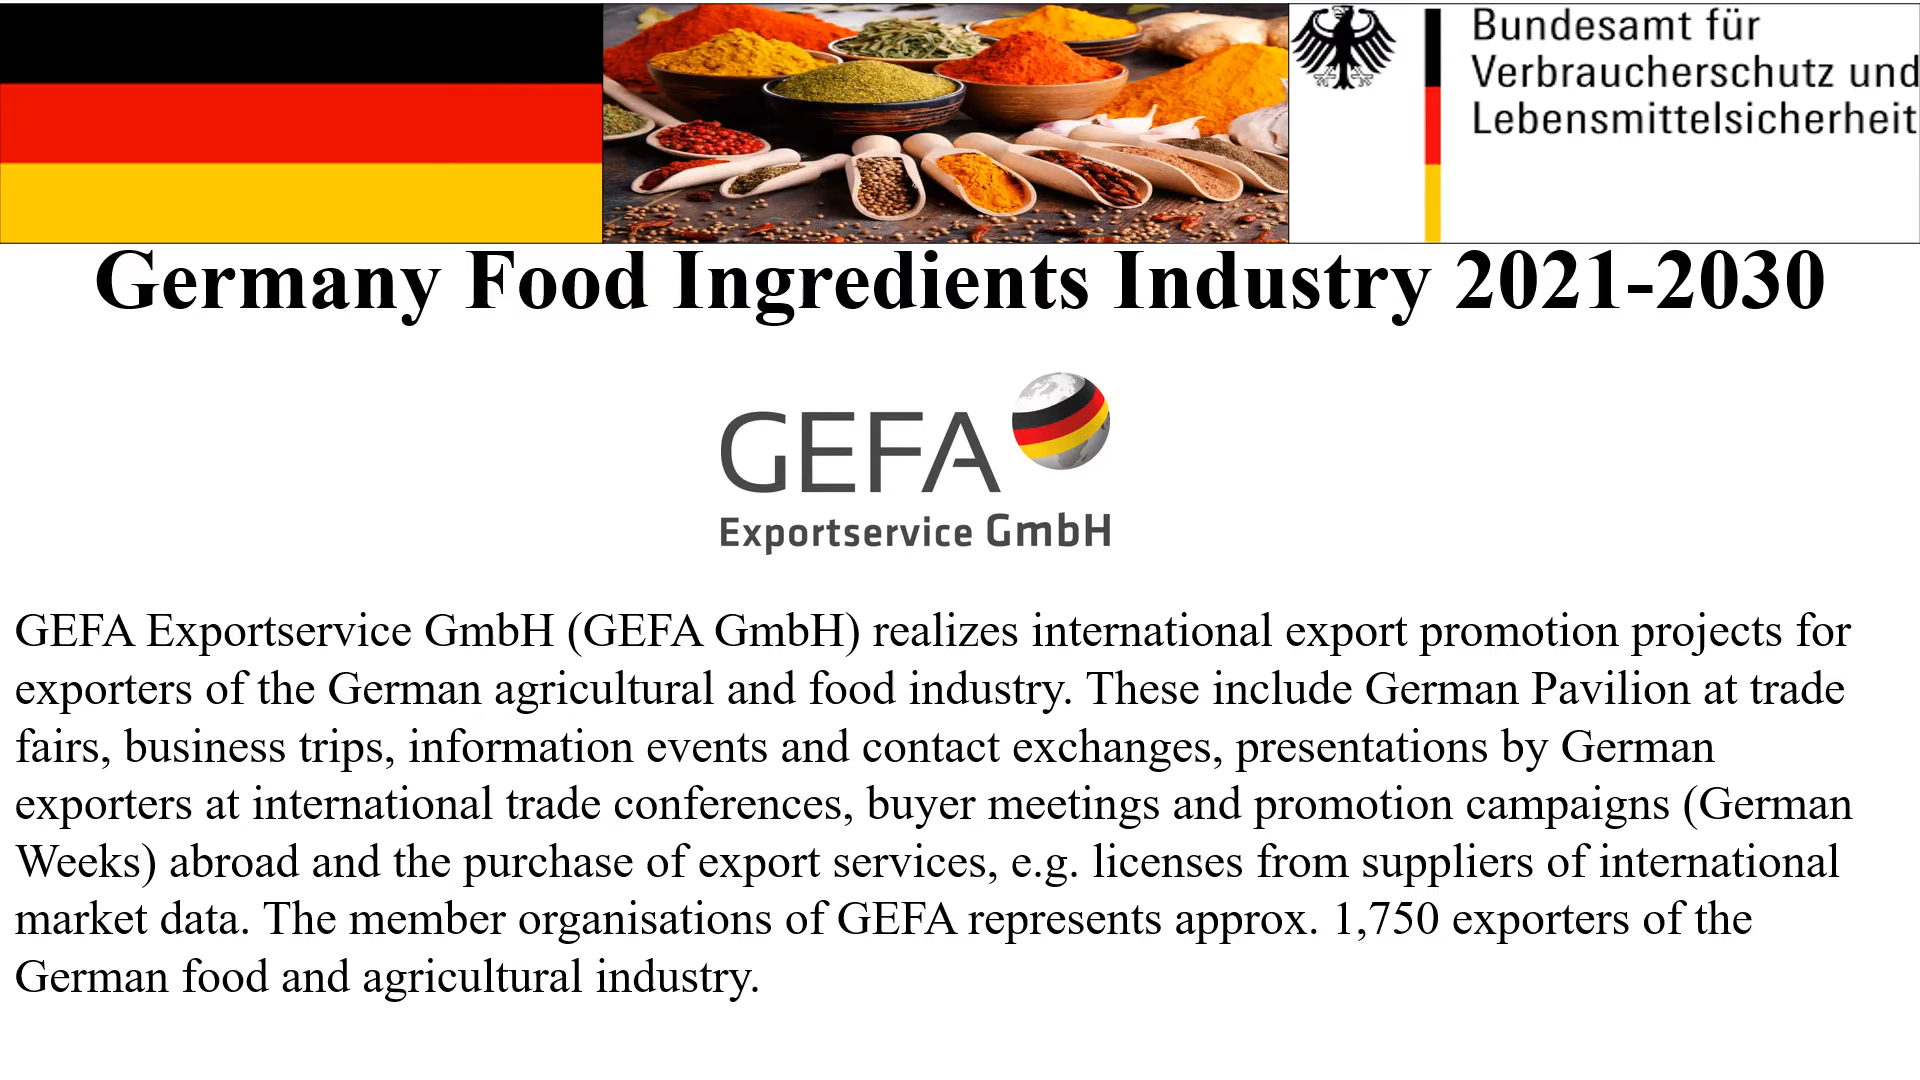 Bundesamt für
Verbraucherschutz und
Lebensmittelsicherheit
Germany Food Ingredients Industry 2021-2030
GEFA
Exportservice GmbH
GEFA Exportservice GmbH (GEFA GmbH) realizes international export promotion projects for
exporters of the German agricultural and food industry. These include German Pavilion at trade
fairs, business trips, information events and contact exchanges, presentations by German
exporters at international trade conferences, buyer meetings and promotion campaigns (German
Weeks) abroad and the purchase of export services, e.g. licenses from suppliers of international
market data. The member organisations of GEFA represents approx. 1,750 exporters of the
German food and agricultural industry.